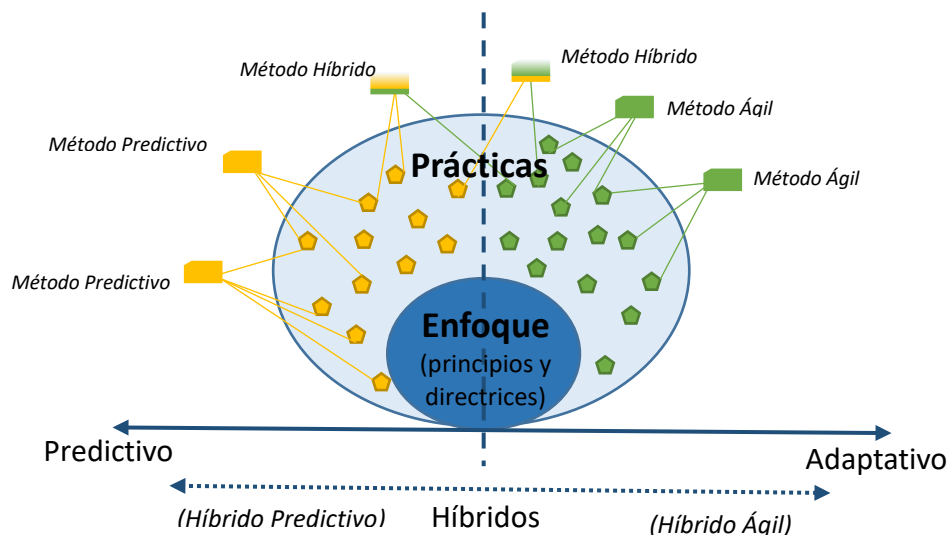 Método Híbrido
Método Híbrido
Método Ágil
Método Predictivo
Prácticas
Método Ágil
Método Predictivo
Enfoque
(principios y
directrices)
Predictivo
Adaptativo
(Híbrido Predictivo)
Híbridos
(Híbrido Ágil)